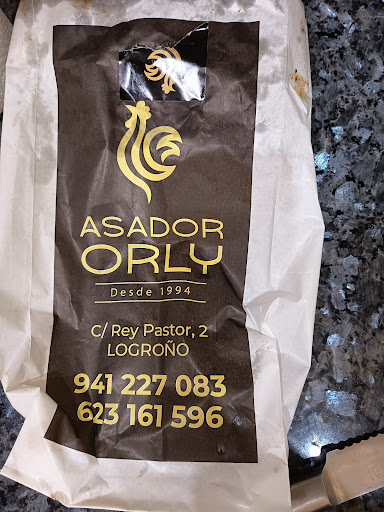 ASADOR
ORLY
Desde 1994
C/ Rey Pastor, 2
LOGROÑO
941 227 083
623 161 596